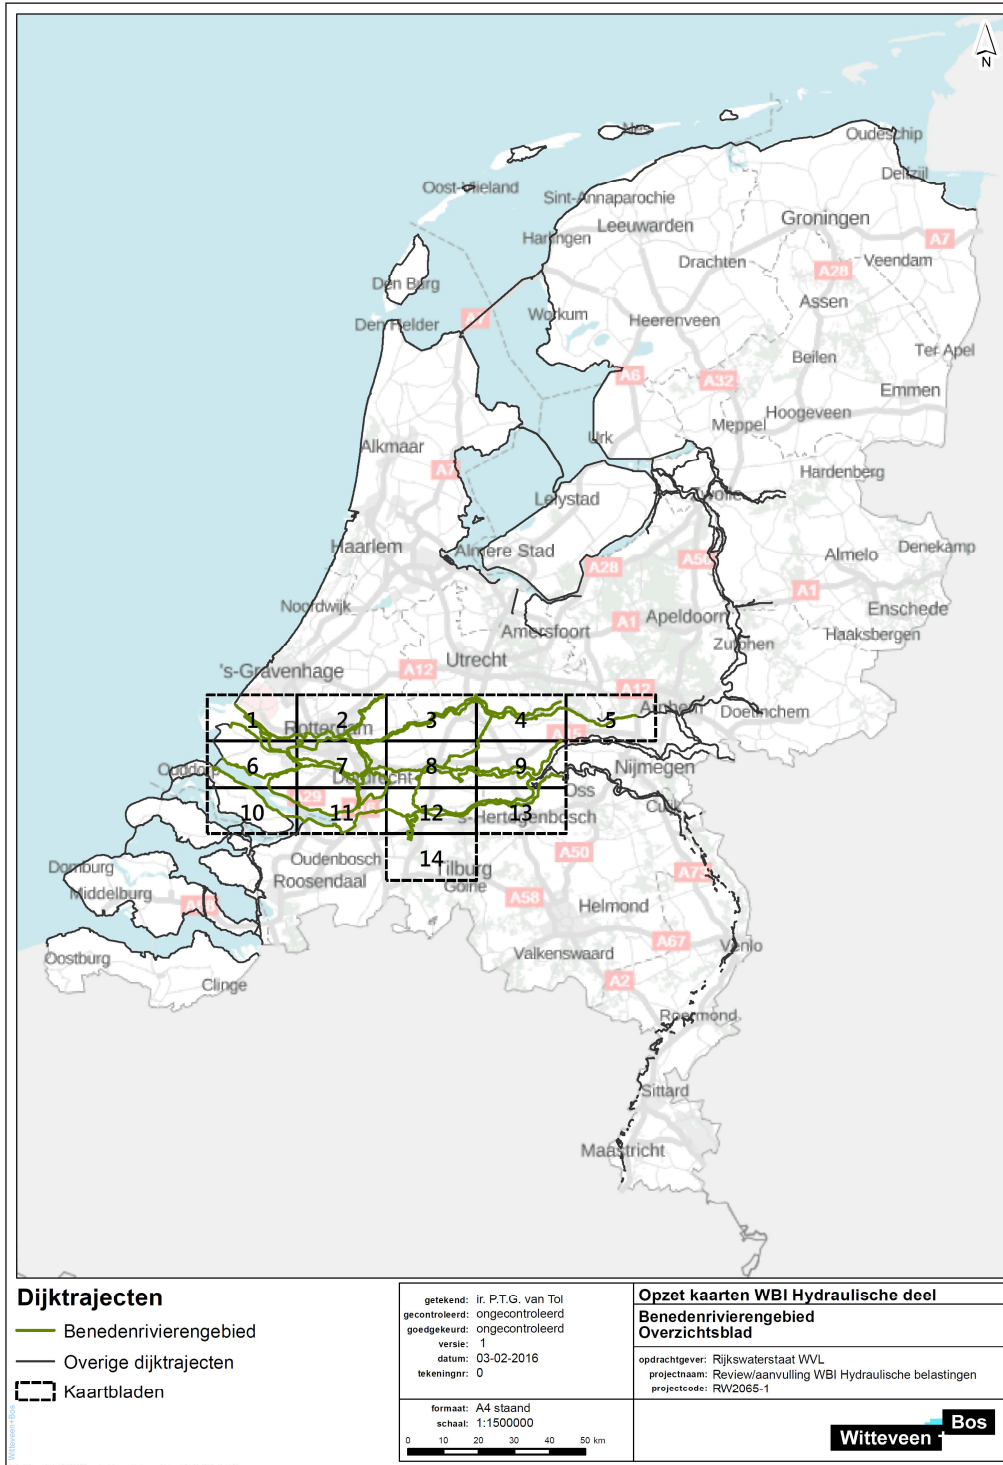 N
Nes
Oudeschip
Delfzijl
Oost-Vlieland
Sint-Annaparochie
Leeuwarden
Groningen
Harlingen
A7
Drachten
Veendam
A28
Den Burg
Assen
Den Helder
A7
Workum
Heerenveen
Beilen
Ter Apel
A6
A32
Emmen
Hoogeveen
Meppel
Urk
Alkmaar
A7
Hardenberg
Lelystad
Zwolle
Haarlem
Almere Stad
Almelo
Denekamp
A28
A50
A1
Noordwijk
Enschede
Apeldoorn
A1
Amersfoort
Haaksbergen
Zutphen
Utrecht
's-Gravenhage
A12
A12
Arnhem
Doetinchem
1
2
3
4
5
Rotterdam
Ouddorp
6
7
8
9
Dordrecht
Nijmegen
Oss
A29
Cuijk
10
11
12
13
's-Hertogenbosch
14
Oudenbosch
A50
Domburg
Roosendaal
Tilburg
Goirle
A73
Middelburg
A58
A58
Helmond
A67
Venlo
Oostburg
Valkenswaard
Clinge
A2
Roermond
Sittard
Maastricht
Dijktrajecten
Benedenrivierengebied
Overige dijktrajecten
Kaartbladen
Witteveen+Bos
getekend: ir. P.T.G. van Tol
gecontroleerd: ongecontroleerd
goedgekeurd: ongecontroleerd
versie: 1
datum: 03-02-2016
tekeningnr: 0
formaat: A4 staand
schaal: 1:1500000
0 10 20 30 40 50 km
Opzet kaarten WBI Hydraulische deel
Benedenrivierengebied
Overzichtsblad
opdrachtgever: Rijkswaterstaat WVL
projectnaam: Review/aanvulling WBI Hydraulische belastingen
projectcode: RW2065-1
Witteveen + Bos